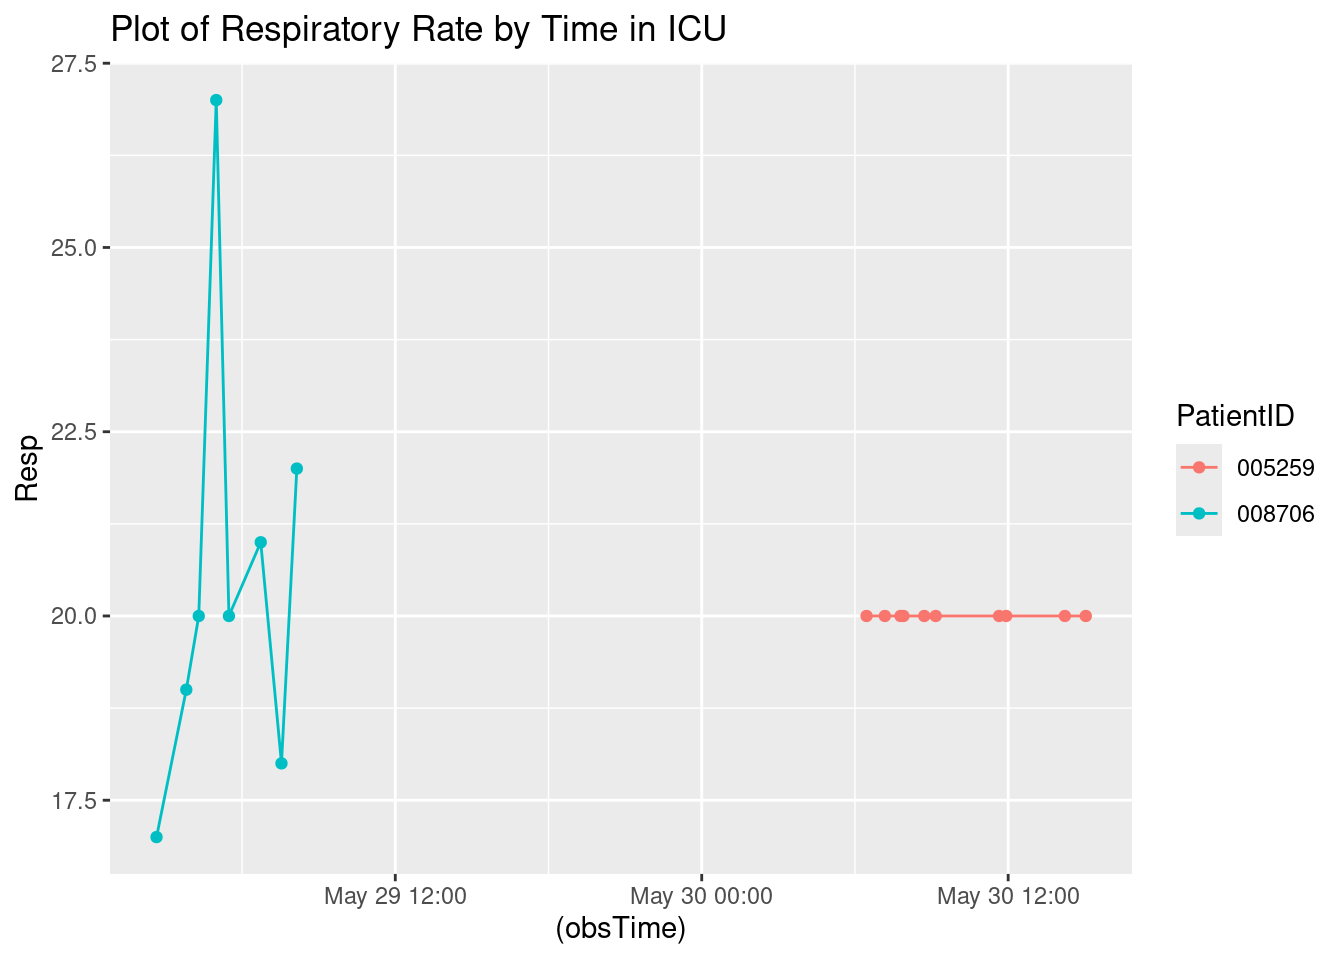 Plot of Respiratory Rate by Time in ICU
27.5
25.0
22.5
20.0
17.5
Resp
May 29 12:00
May 30 00:00
May 30 12:00
(obsTime)
PatientID
005259
008706